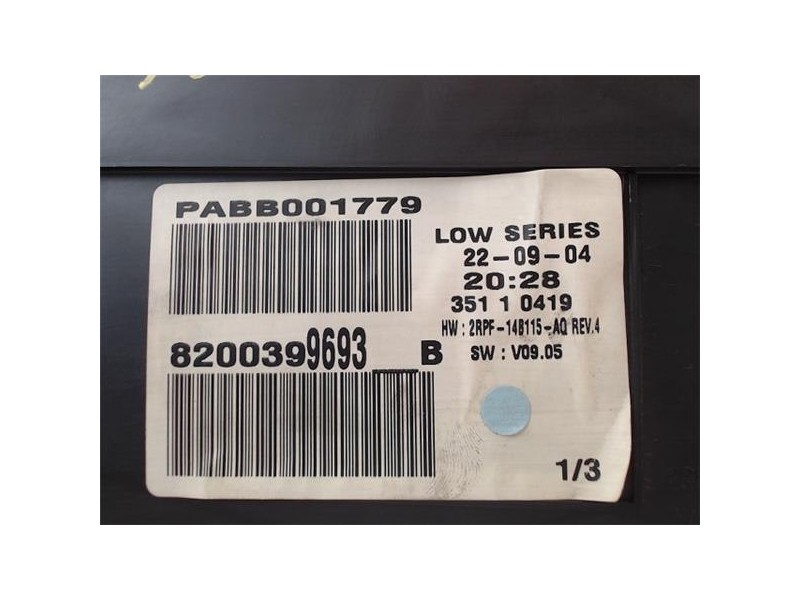 PABB001779
LOW SERIES
22-09-04
20:28
351 1 0419
HW : 2RPF-14B115-AQ REV.4
8200399693__B
SW : V09.05
1/3